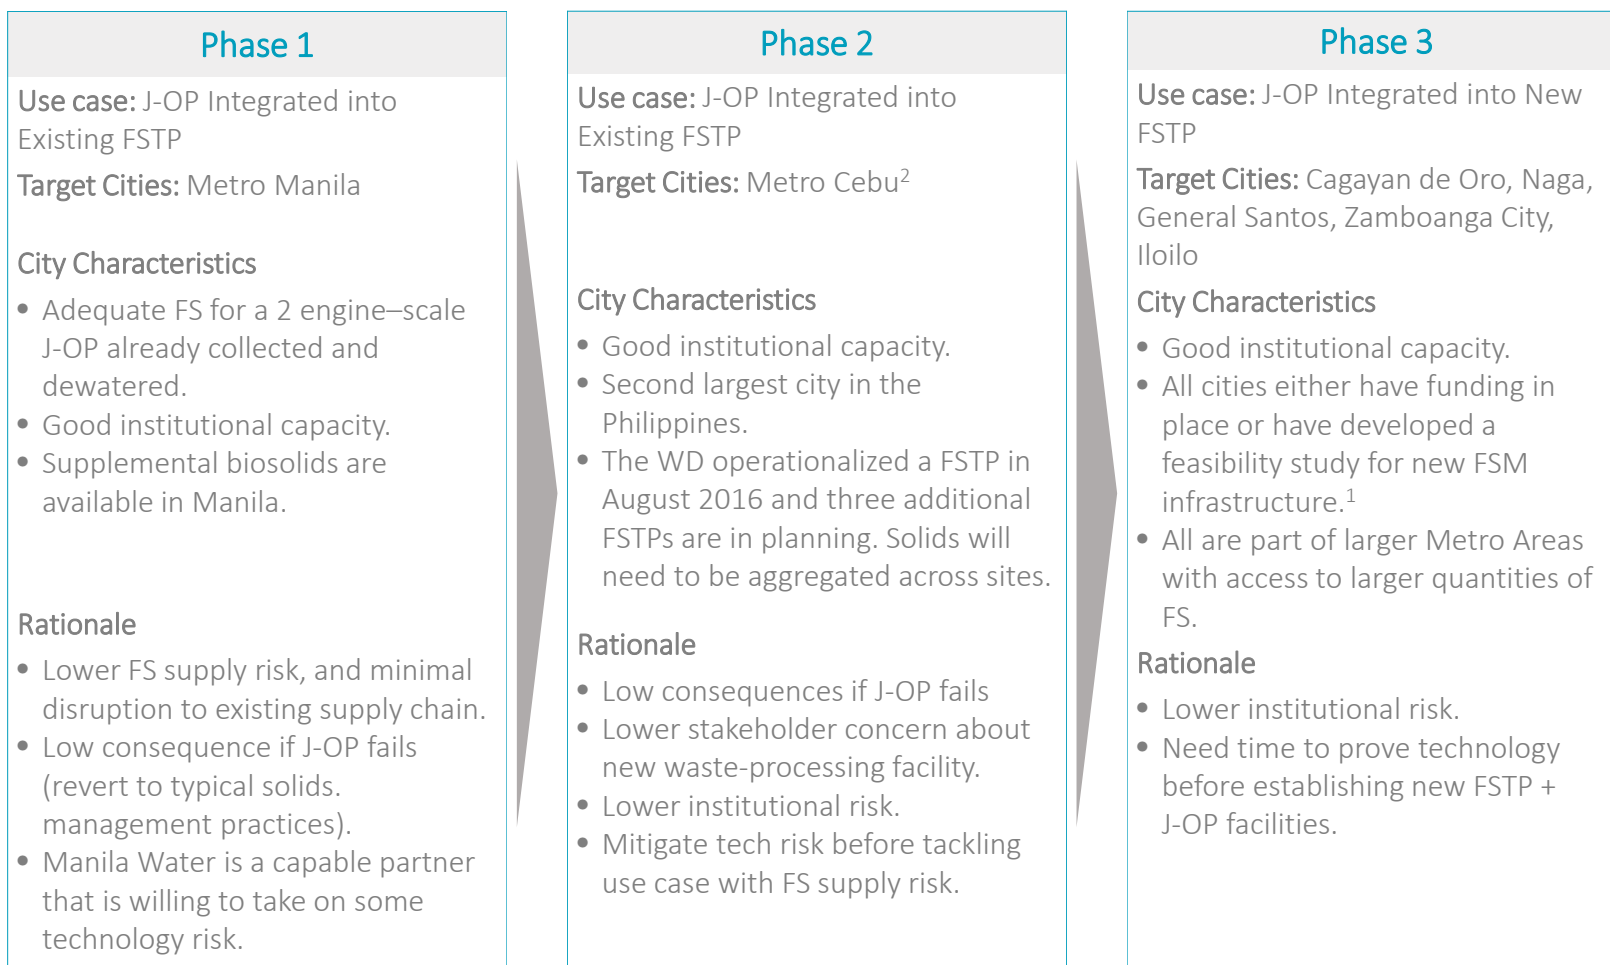 Phase 1
Use case: J-OP Integrated into
Existing FSTP
Target Cities: Metro Manila
City Characteristics
• Adequate FS for a 2 engine–scale
J-OP already collected and
dewatered.
• Good institutional capacity.
• Supplemental biosolids are
available in Manila.
Rationale
• Lower FS supply risk, and minimal
disruption to existing supply chain.
• Low consequence if J-OP fails
(revert to typical solids.
management practices).
• Manila Water is a capable partner
that is willing to take on some
technology risk.
Phase 2
Use case: J-OP Integrated into
Existing FSTP
Target Cities: Metro Cebu2
City Characteristics
• Good institutional capacity.
• Second largest city in the
Philippines.
• The WD operationalized a FSTP in
August 2016 and three additional
FSTPs are in planning. Solids will
need to be aggregated across sites.
Rationale
• Low consequences if J-OP fails
• Lower stakeholder concern about
new waste-processing facility.
• Lower institutional risk.
• Mitigate tech risk before tackling
use case with FS supply risk.
Phase 3
Use case: J-OP Integrated into New
FSTP
Target Cities: Cagayan de Oro, Naga,
General Santos, Zamboanga City,
Iloilo
City Characteristics
• Good institutional capacity.
• All cities either have funding in
place or have developed a
feasibility study for new FSM
infrastructure.1
• All are part of larger Metro Areas
with access to larger quantities of
FS.
Rationale
• Lower institutional risk.
• Need time to prove technology
before establishing new FSTP +
J-OP facilities.